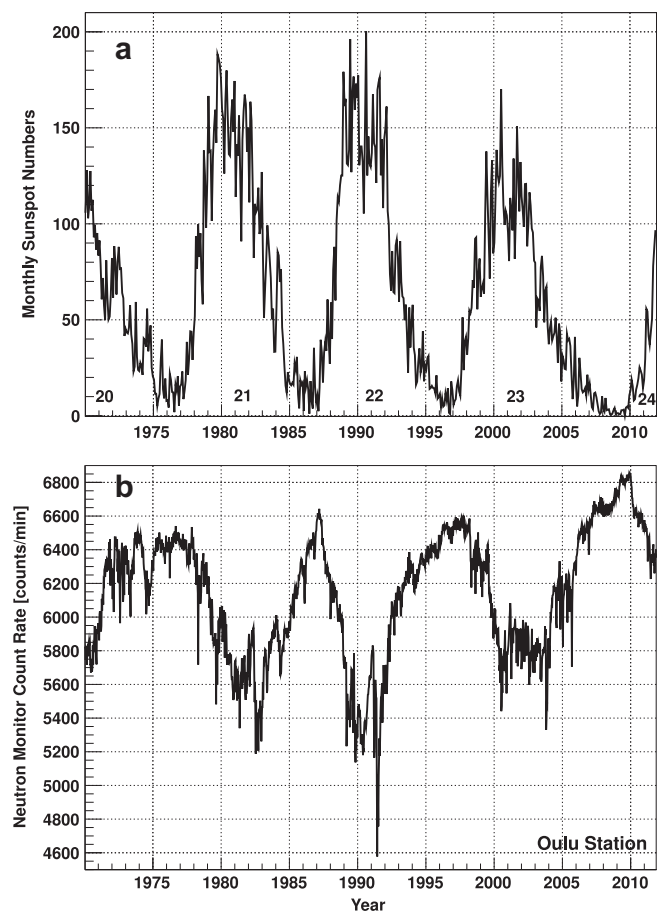 a
Monthly Sunspot Numbers
200
150
100
50
0
20 21 22 23 24
1975 1980 1985 1990 1995 2000 2005 2010
b
Neutron Monitor Count Rate [counts/min]
6800
6600
6400
6200
6000
5800
5600
5400
5200
5000
4800
4600
Oulu Station
1975 1980 1985 1990 1995 2000 2005 2010
Year